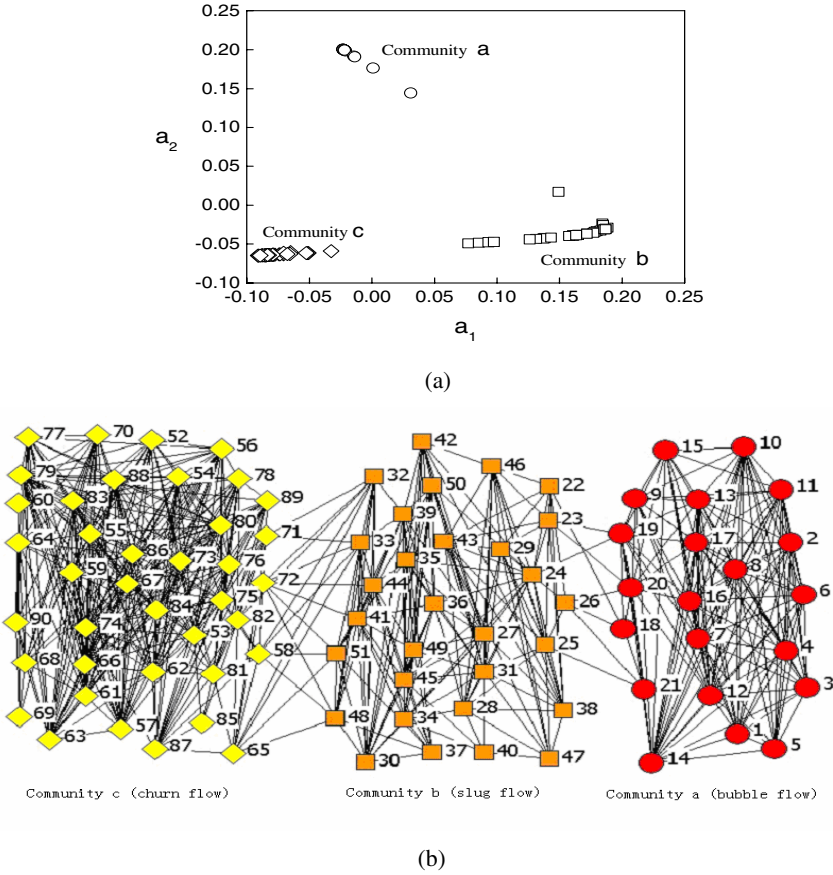 0.25
0.20
0.15
0.10
0.05
0.00
-0.05
-0.10
a2
Community a
Community c
Community b
-0.10 -0.05 0.00 0.05 0.10 0.15 0.20 0.25
a1
(a)
77 70 52 56 42 46 15 10
79 88 54 78 32 50 22 9 13 11
60 83 89 39 23 19
64 55 80 71 33 43 29 17 2
86 73 76 35 24 8
59 67 72 44 20 6
84 75 36 26 16
90 74 53 82 41 27 18 7
68 66 58 51 49 25 4
62 81 45 31 21 3
61 12
69 63 57 85 48 34 28 38 1
87 65 30 37 40 47 14 5
Community c (churn flow) Community b (slug flow) Community a (bubble flow)
(b)